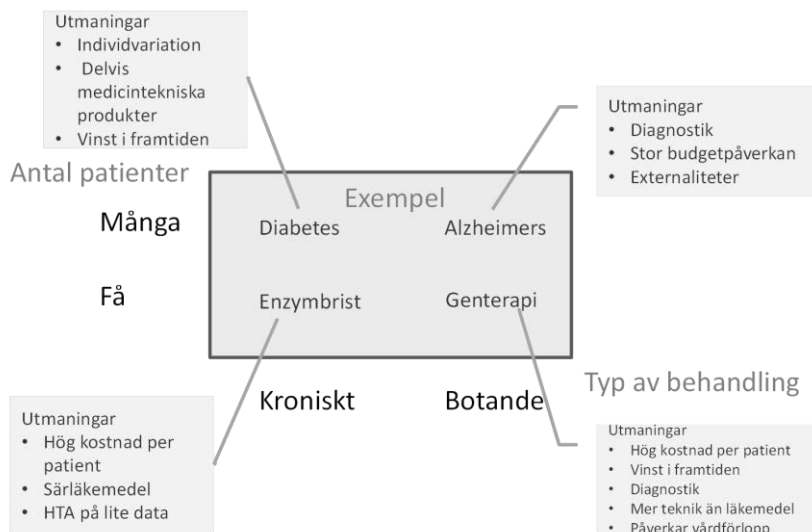 Utmaningar
• Individvariation
• Delvis
medicintekniska
produkter
• Vinst i framtiden
Utmaningar
• Diagnostik
• Stor budgetpåverkan
• Externaliteter
Antal patienter
Exempel
Många
Diabetes
Alzheimers
Få
Enzymbrist
Genterapi
Typ av behandling
Kroniskt
Botande
Utmaningar
• Hög kostnad per
patient
• Särläkemedel
• HTA på lite data
Utmaningar
• Hög kostnad per patient
• Vinst i framtiden
• Diagnostik
• Mer teknik än läkemedel
• Påverkar vårdförlopp